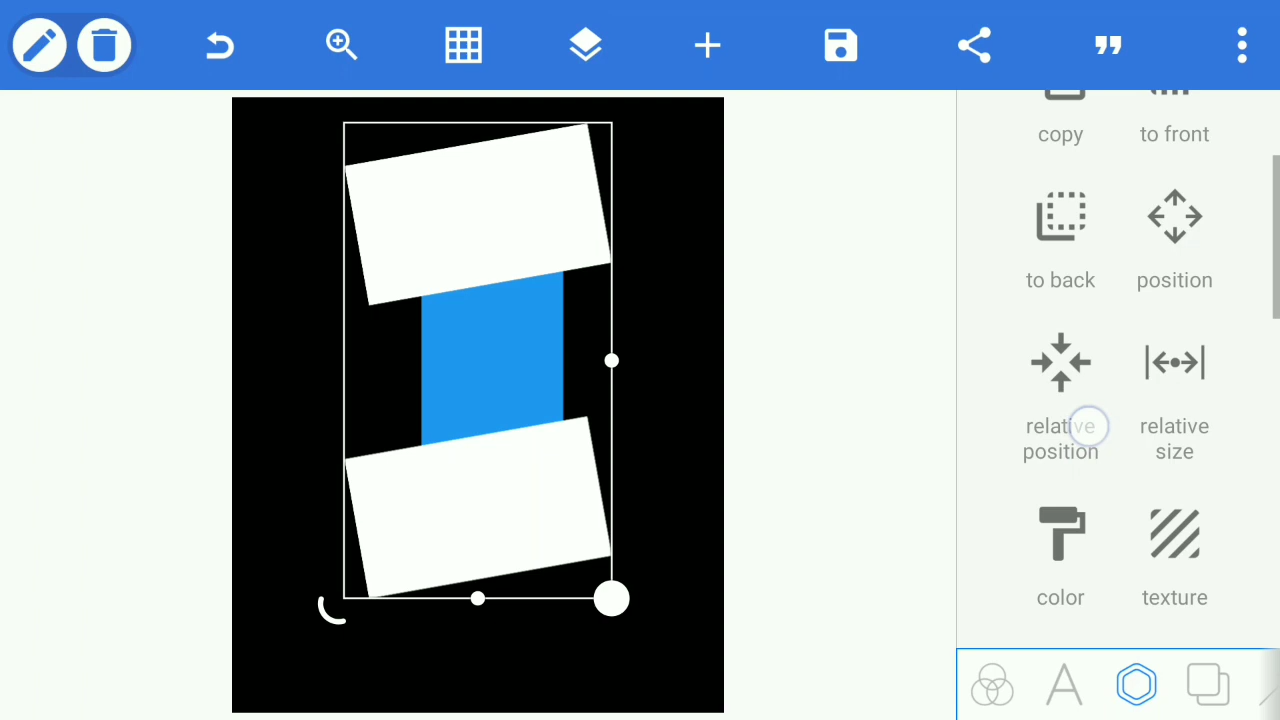 copy
to front
to back
position
relative
position
relative
size
color
texture